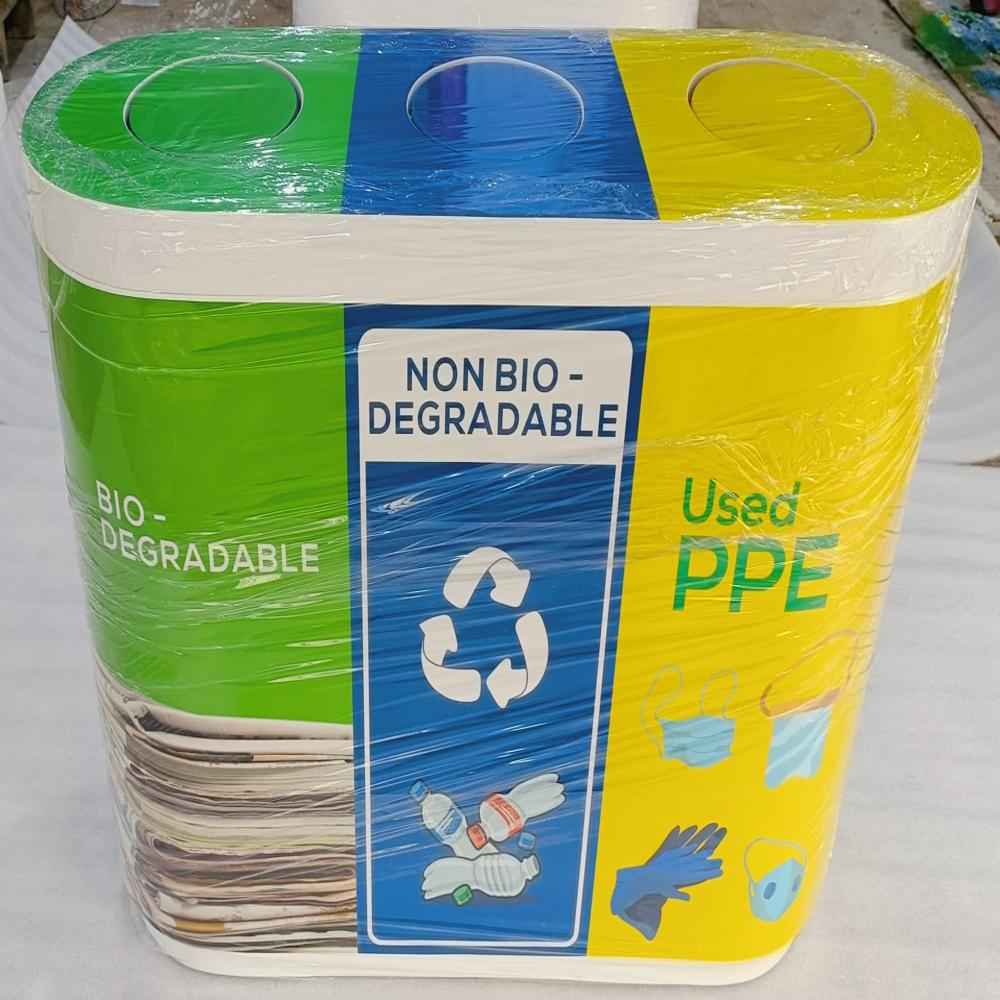 BIO -
DEGRADABLE
NON BIO -
DEGRADABLE
Used
PPE